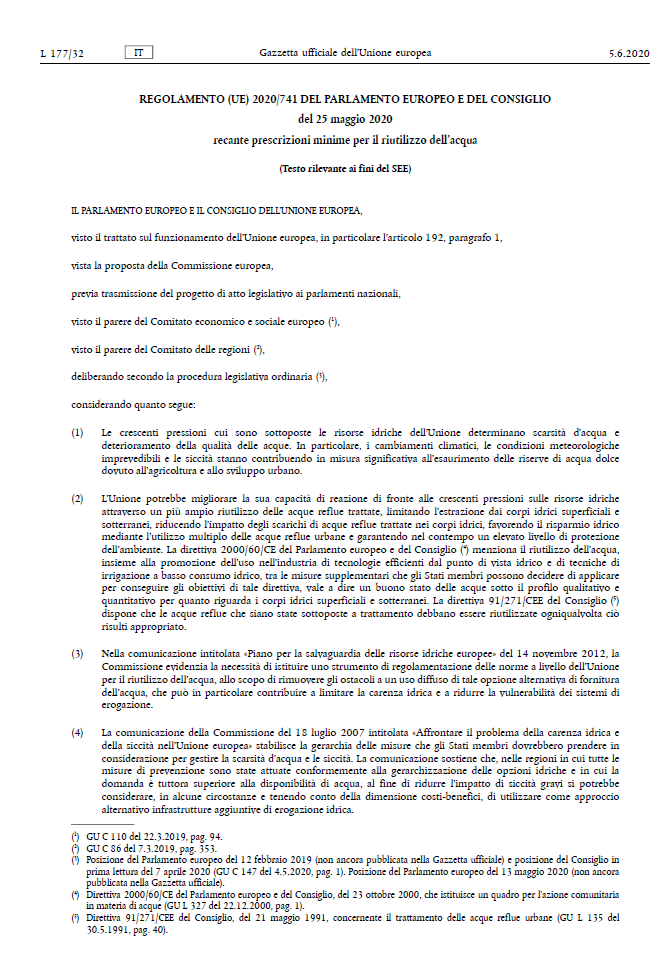 L 177/32 IT Gazzetta ufficiale dell'Unione europea 5.6.2020
REGOLAMENTO (UE) 2020/741 DEL PARLAMENTO EUROPEO E DEL CONSIGLIO
del 25 maggio 2020
recante prescrizioni minime per il riutilizzo dell'acqua
(Testo rilevante ai fini del SEE)
IL PARLAMENTO EUROPEO E IL CONSIGLIO DELL'UNIONE EUROPEA,
visto il trattato sul funzionamento dell'Unione europea, in particolare l'articolo 192, paragrafo 1,
vista la proposta della Commissione europea,
previa trasmissione del progetto di atto legislativo ai parlamenti nazionali,
visto il parere del Comitato economico e sociale europeo (¹),
visto il parere del Comitato delle regioni (²),
deliberando secondo la procedura legislativa ordinaria (³),
considerando quanto segue:
(1) Le crescenti pressioni cui sono sottoposte le risorse idriche dell'Unione determinano scarsità d'acqua e
deterioramento della qualità delle acque. In particolare, i cambiamenti climatici, le condizioni meteorologiche
imprevedibili e le siccità stanno contribuendo in misura significativa all'esaurimento delle riserve di acqua dolce
dovuto all'agricoltura e allo sviluppo urbano.
(2) L'Unione potrebbe migliorare la sua capacità di reazione di fronte alle crescenti pressioni sulle risorse idriche
attraverso un più ampio riutilizzo delle acque reflue trattate, limitando l'estrazione dai corpi idrici superficiali e
sotterranei, riducendo l'impatto degli scarichi di acque reflue trattate nei corpi idrici, favorendo il risparmio idrico
mediante l'utilizzo multiplo delle acque reflue urbane e garantendo nel contempo un elevato livello di protezione
dell'ambiente. La direttiva 2000/60/CE del Parlamento europeo e del Consiglio (⁴) menziona il riutilizzo dell'acqua,
insieme alla promozione dell'uso nell'industria di tecnologie efficienti dal punto di vista idrico e di tecniche di
irrigazione a basso consumo idrico, tra le misure supplementari che gli Stati membri possono decidere di applicare
per conseguire gli obiettivi di tale direttiva, vale a dire un buono stato delle acque sotto il profilo qualitativo e
quantitativo per quanto riguarda i corpi idrici superficiali e sotterranei. La direttiva 91/271/CEE del Consiglio (⁵)
dispone che le acque reflue che siano state sottoposte a trattamento debbano essere riutilizzate ogniqualvolta ciò
risulti appropriato.
(3) Nella comunicazione intitolata «Piano per la salvaguardia delle risorse idriche europee» del 14 novembre 2012, la
Commissione evidenzia la necessità di istituire uno strumento di regolamentazione delle norme a livello dell'Unione
per il riutilizzo dell'acqua, allo scopo di rimuovere gli ostacoli a un uso diffuso di tale opzione alternativa di fornitura
dell'acqua, che può in particolare contribuire a limitare la carenza idrica e a ridurre la vulnerabilità dei sistemi di
erogazione.
(4) La comunicazione della Commissione del 18 luglio 2007 intitolata «Affrontare il problema della carenza idrica e
della siccità nell'Unione europea» stabilisce la gerarchia delle misure che gli Stati membri dovrebbero prendere in
considerazione per gestire la scarsità d'acqua e le siccità. La comunicazione sostiene che, nelle regioni in cui tutte le
misure di prevenzione sono state attuate conformemente alla gerarchizzazione delle opzioni idriche e in cui la
domanda è tuttora superiore alla disponibilità di acqua, al fine di ridurre l'impatto di siccità gravi si potrebbe
considerare, in alcune circostanze e tenendo conto della dimensione costi-benefici, di utilizzare come approccio
alternativo infrastrutture aggiuntive di erogazione idrica.
(¹) GU C 110 del 22.3.2019, pag. 94.
(²) GU C 86 del 7.3.2019, pag. 353.
(³) Posizione del Parlamento europeo del 12 febbraio 2019 (non ancora pubblicata nella Gazzetta ufficiale) e posizione del Consiglio in
prima lettura del 7 aprile 2020 (GU C 147 del 4.5.2020, pag. 1). Posizione del Parlamento europeo del 13 maggio 2020 (non ancora
pubblicata nella Gazzetta ufficiale).
(⁴) Direttiva 2000/60/CE del Parlamento europeo e del Consiglio, del 23 ottobre 2000, che istituisce un quadro per l'azione comunitaria
in materia di acque (GU L 327 del 22.12.2000, pag. 1).
(⁵) Direttiva 91/271/CEE del Consiglio, del 21 maggio 1991, concernente il trattamento delle acque reflue urbane (GU L 135 del
30.5.1991, pag. 40).